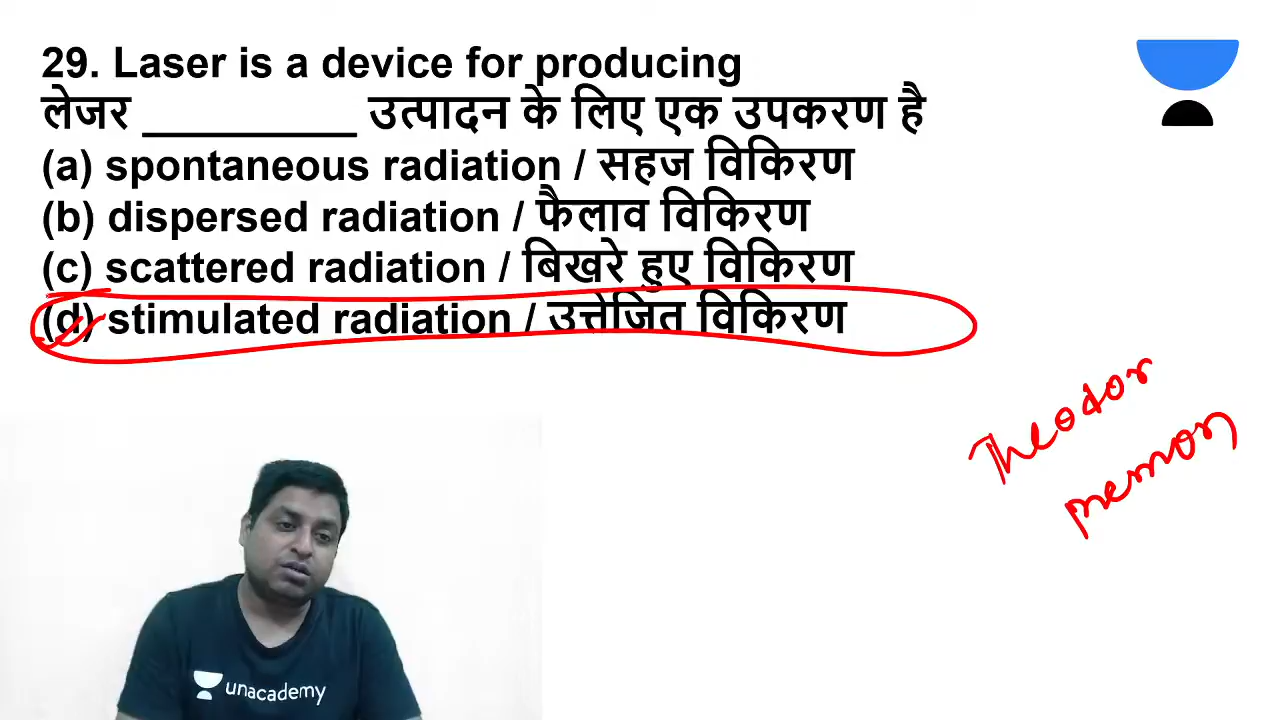 29. Laser is a device for producing
लेजर _________ उत्पादन के लिए एक उपकरण है
(a) spontaneous radiation / सहज विकिरण
(b) dispersed radiation / फैलाव विकिरण
(c) scattered radiation / बिखरे हुए विकिरण
(d) stimulated radiation / उत्तेजित विकिरण
Theodor
memon
unacademy